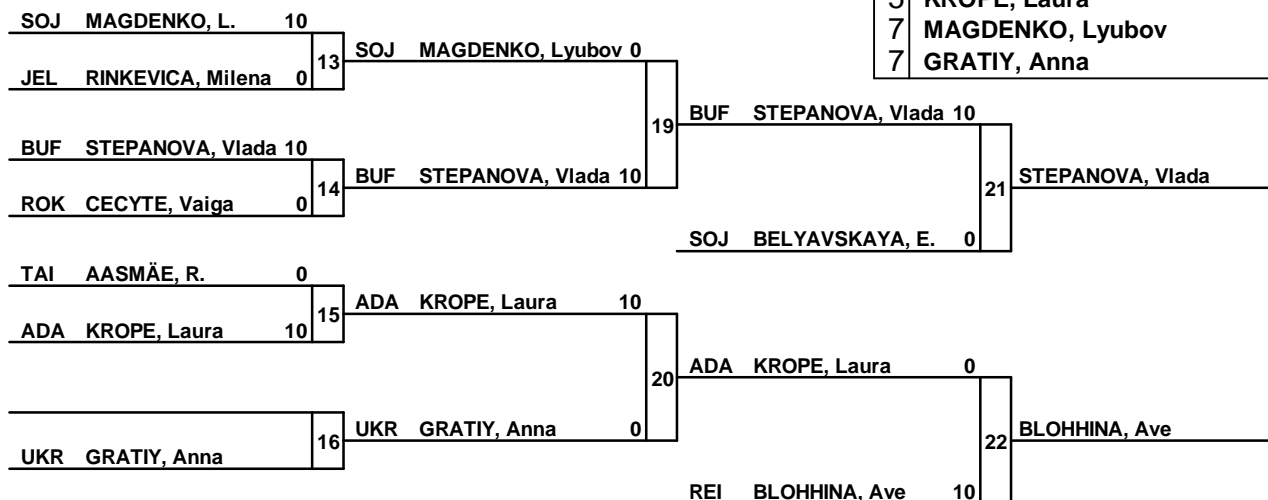 5 KROPE, Laura
7 MAGDENKO, Lyubov
7 GRATIY, Anna
SOJ MAGDENKO, L. 10
13
JEL RINKEVICA, Milena 0
SOJ MAGDENKO, Lyubov 0
BUF STEPANOVA, Vlada 10
14
ROK CECYTE, Vaiga 0
BUF STEPANOVA, Vlada 10
19
BUF STEPANOVA, Vlada 10
21
STEPANOVA, Vlada
SOJ BELYAVSKAYA, E. 0
TAI AASMÄE, R. 0
15
ADA KROPE, Laura 10
ADA KROPE, Laura 10
20
ADA KROPE, Laura 0
16
UKR GRATIY, Anna
UKR GRATIY, Anna 0
22
BLOHHINA, Ave
REI BLOHHINA, Ave 10